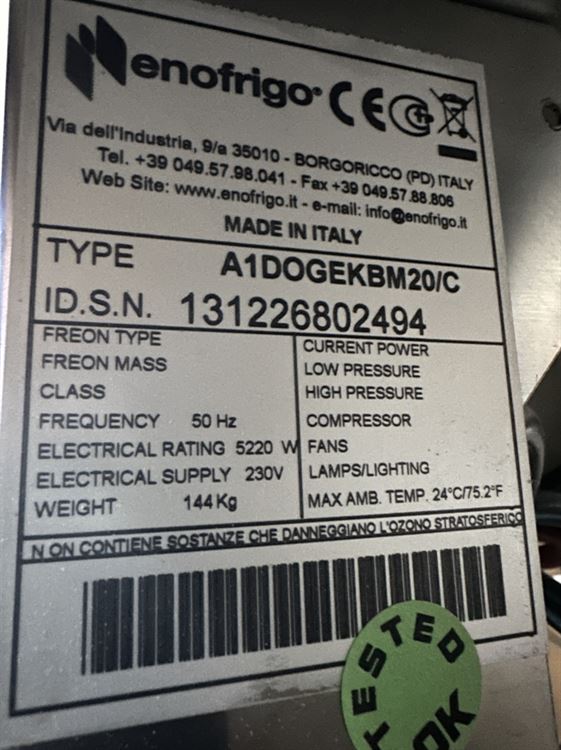 enofrigo® CE
Via dell'Industria, 9/a 35010 - BORGORICCO (PD) ITALY
Tel. +39 049.57.98.041 - Fax +39 049.57.88.806
Web Site: www.enofrigo.it - e-mail: info@enofrigo.it
MADE IN ITALY
TYPE A1DOGEKBM20/C
ID.S.N. 131226802494
FREON TYPE
FREON MASS
CLASS
FREQUENCY 50 Hz
ELECTRICAL RATING 5220 W
ELECTRICAL SUPPLY 230V
WEIGHT 144Kg
CURRENT POWER
LOW PRESSURE
HIGH PRESSURE
COMPRESSOR
FANS
LAMPS/LIGHTING
MAX AMB. TEMP. 24°C/75.2°F
N ON CONTIENE SOSTANZE CHE DANNEGGIANO L'OZONO STRATOSFERICO
TESTED
OK